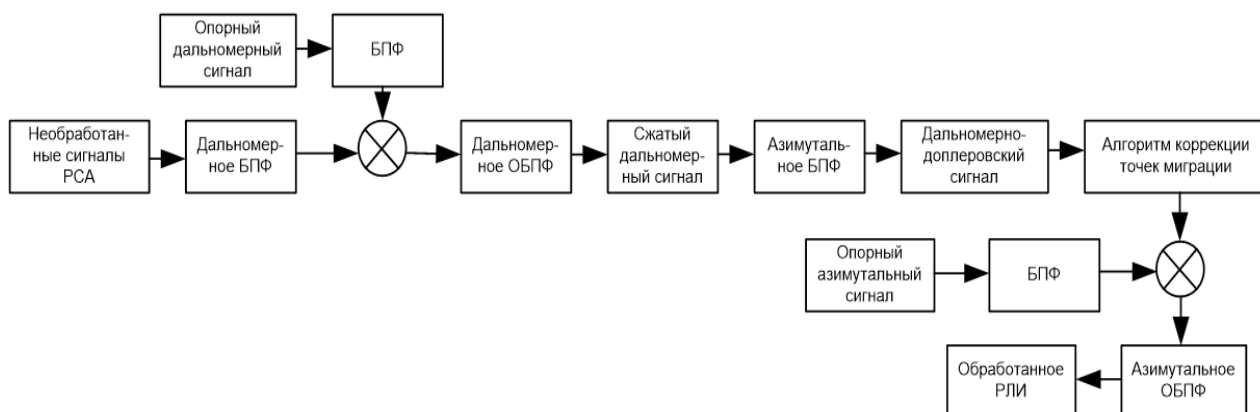 Опорный
дальномерный
сигнал
БПФ
Необработан-
ные сигналы
РСА
Дальномер-
ное БПФ
Дальномер-
ное ОБПФ
Сжатый
дальномер-
ный сигнал
Азимуталь-
ное БПФ
Дальномерно-
доплеровский
сигнал
Алгоритм коррекции
точек миграции
Опорный
азимутальный
сигнал
БПФ
Обработанное
РЛИ
Азимутальное
ОБПФ